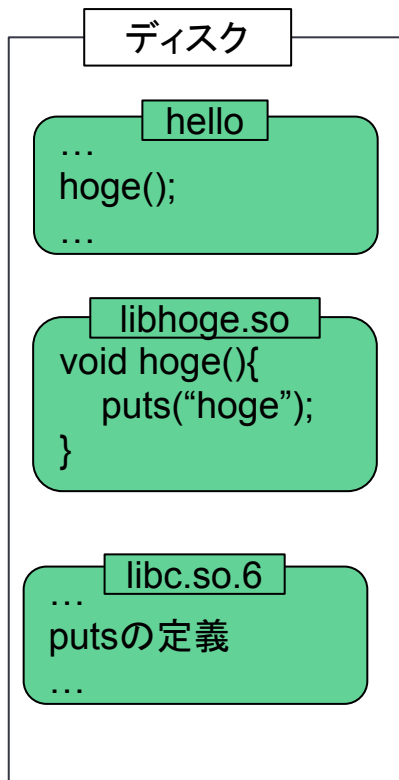 ディスク
hello
…
hoge();
…
libhoge.so
void hoge(){
puts(“hoge”);
}
libc.so.6
…
putsの定義
…